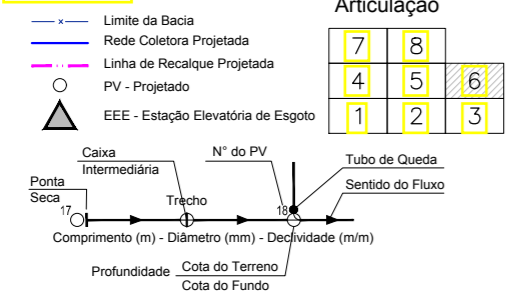 Articulação
Limite da Bacia
Rede Coletora Projetada
Linha de Recalque Projetada
PV - Projetado
EEE - Estação Elevatória de Esgoto
7 8
4 5 6
1 2 3
Caixa
Intermediária
N° do PV
Tubo de Queda
Ponta
Seca
Sentido do Fluxo
17
Trecho
18
Comprimento (m) - Diâmetro (mm) - Declividade (m/m)
Profundidade
Cota do Terreno
Cota do Fundo